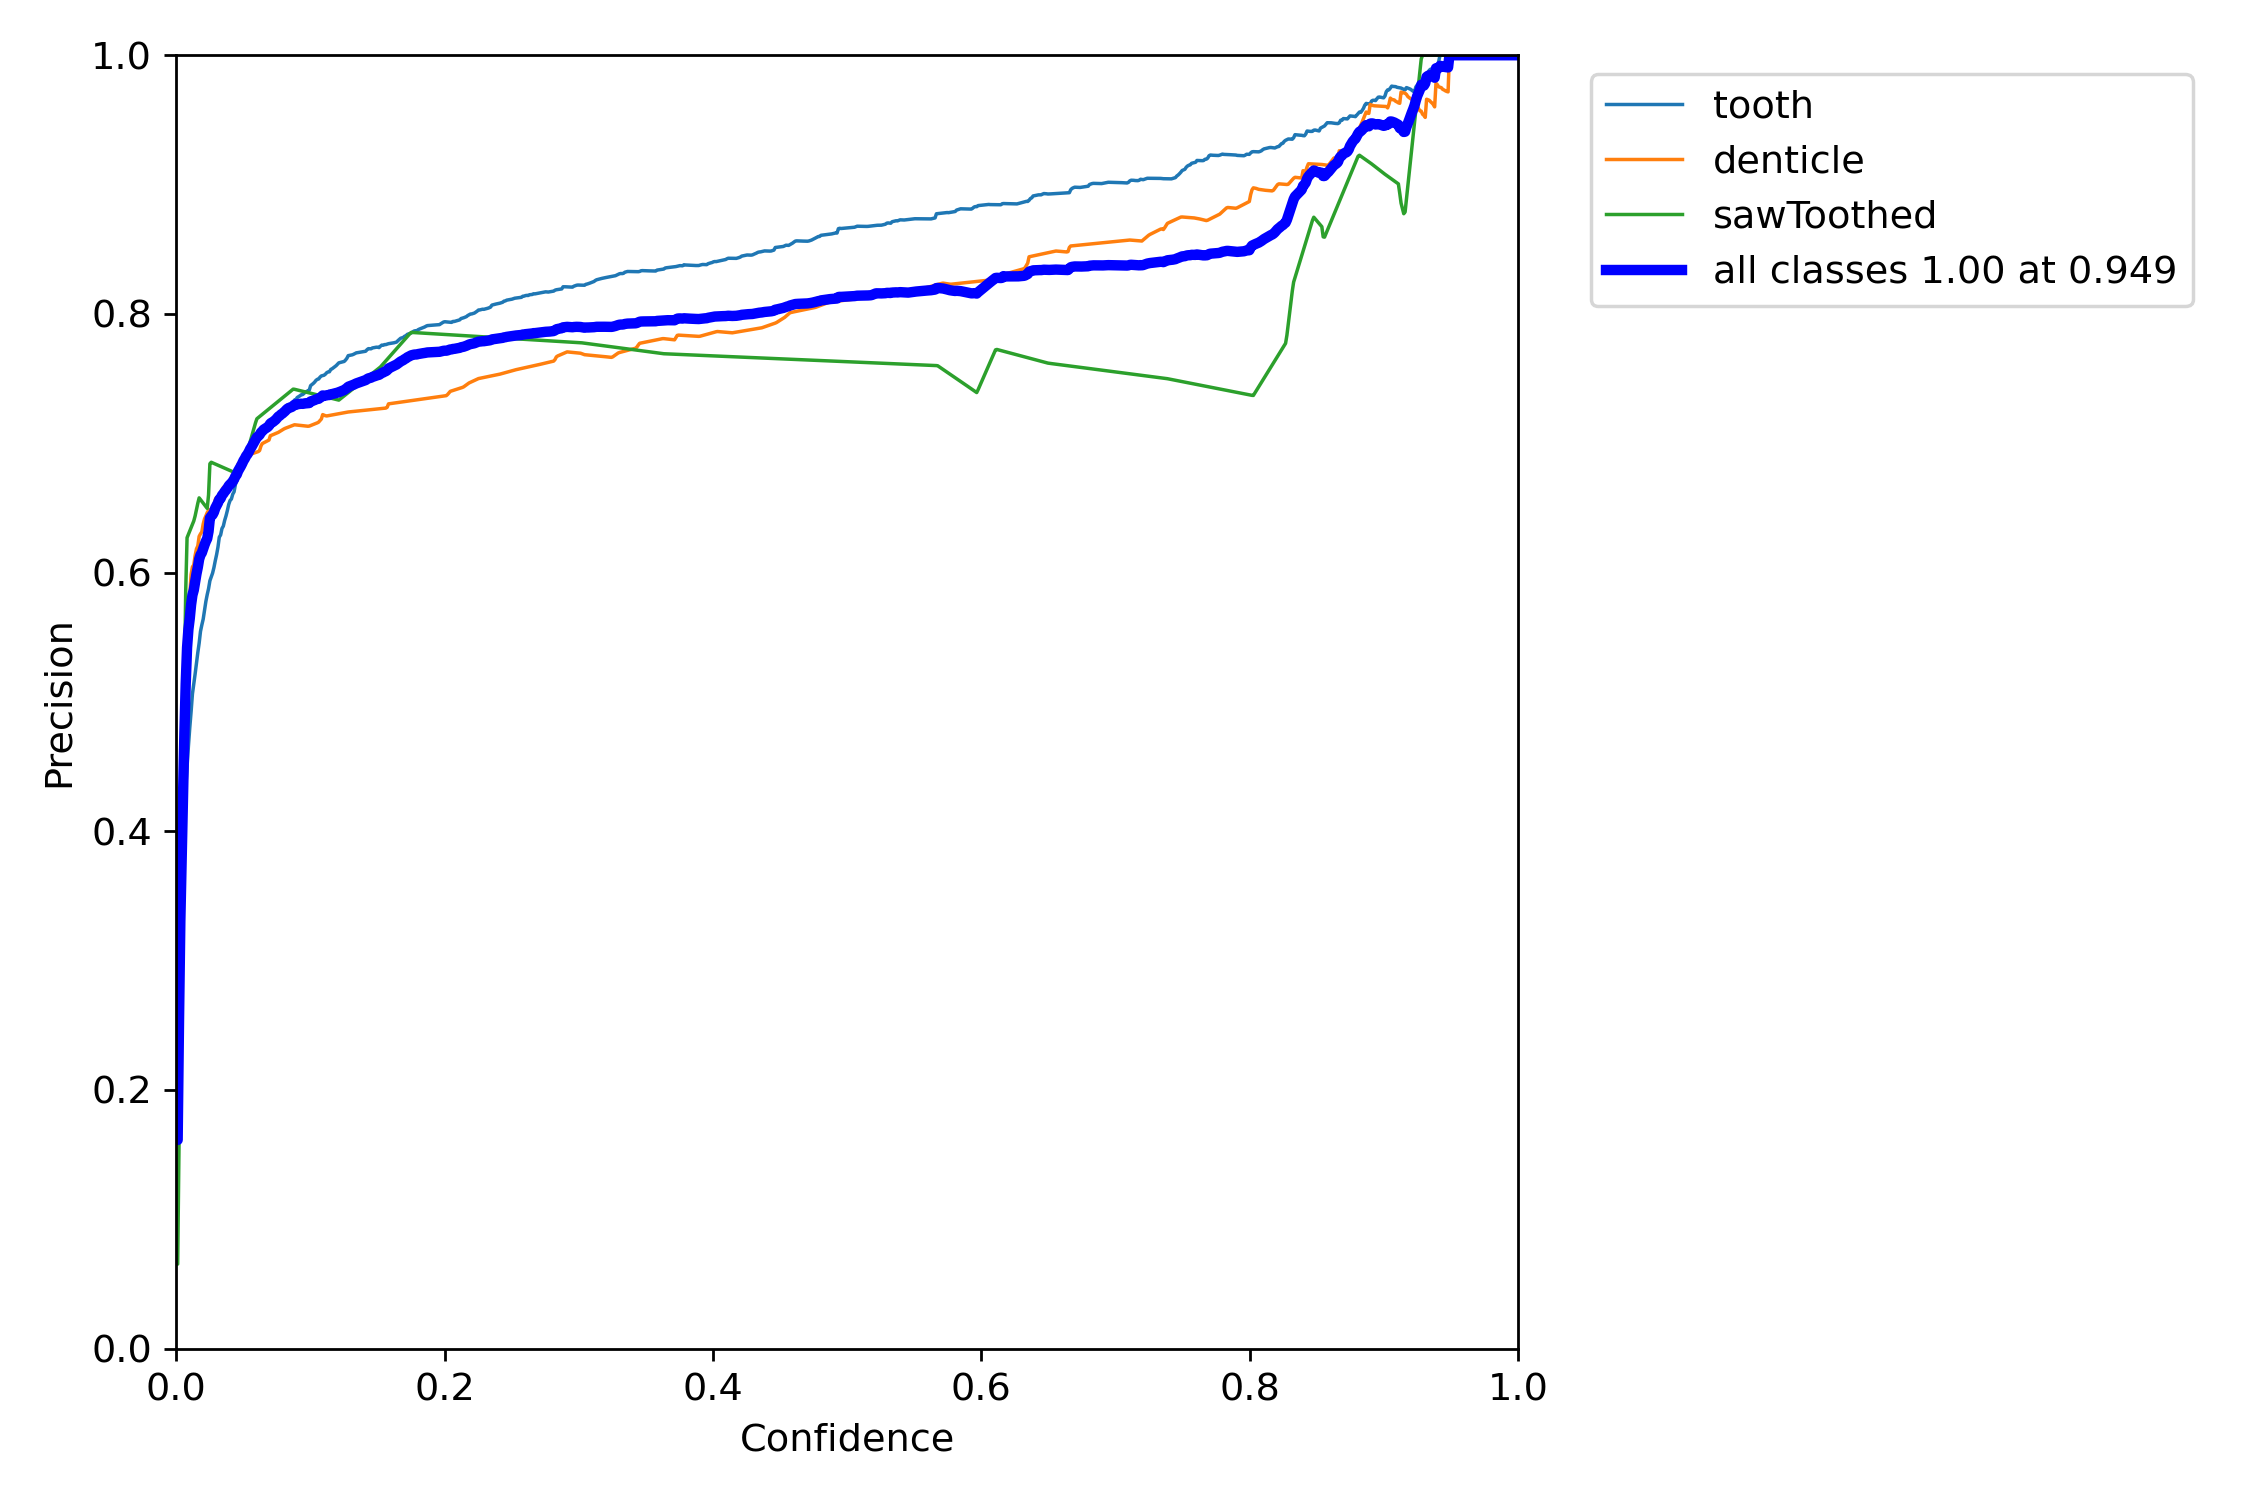 1.0
0.8
0.6
0.4
0.2
0.0
Precision
0.0 0.2 0.4 0.6 0.8 1.0
Confidence
tooth
denticle
sawToothed
all classes 1.00 at 0.949